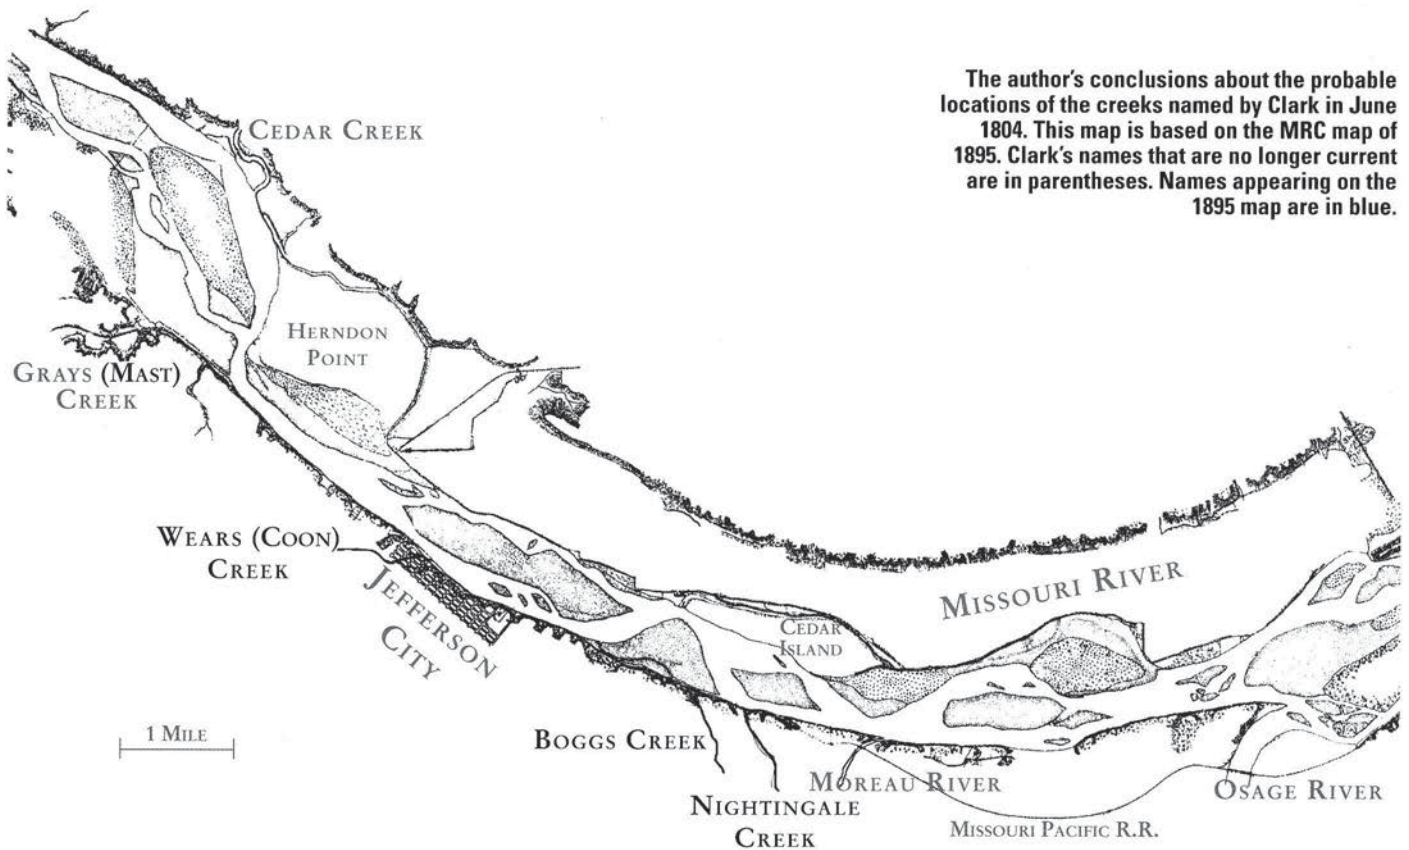 The author's conclusions about the probable
locations of the creeks named by Clark in June
1804. This map is based on the MRC map of
1895. Clark's names that are no longer current
are in parentheses. Names appearing on the
1895 map are in blue.
CEDAR CREEK
HERNDON
POINT
GRAYS (MAST)
CREEK
WEARS (COON)
CREEK
JEFFERSON
CITY
MISSOURI RIVER
CEDAR
ISLAND
1 MILE
BOGGS CREEK
NIGHTINGALE
CREEK
MOREAU RIVER
OSAGE RIVER
MISSOURI PACIFIC R.R.